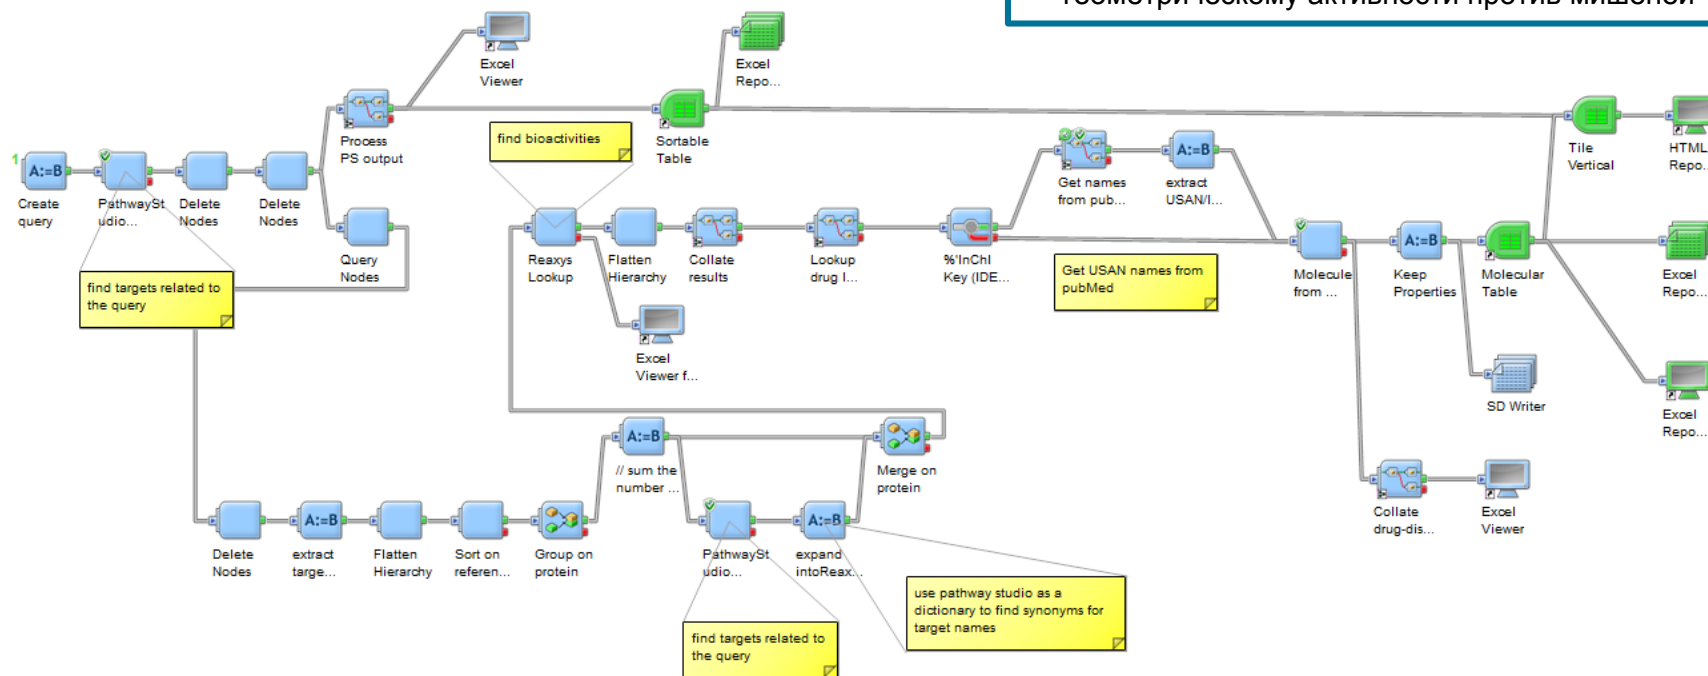 геометрическому активности против мишеней
Excel
Viewer
Excel
Repo...
Process
PS output
find bioactivities
Sortable
Table
Tile
Vertical
HTML
Repo...
1
A:=B
Create
query
PathwaySt
udio...
Delete
Nodes
Delete
Nodes
Get names
from pub...
A:=B
extract
USAN/I...
Query
Nodes
Reaxys
Lookup
Flatten
Hierarchy
Collate
results
Lookup
drug I...
%'InChI
Key (IDE...
Get USAN names from
pubMed
Molecule
from ...
A:=B
Keep
Properties
Molecular
Table
Excel
Repo...
find targets related to
the query
Excel
Viewer f...
SD Writer
Excel
Repo...
A:=B
// sum the
number ...
Merge on
protein
Collate
drug-dis...
Excel
Viewer
Delete
Nodes
A:=B
extract
targe...
Flatten
Hierarchy
Sort on
referen...
Group on
protein
PathwaySt
udio...
A:=B
expand
intoReax...
use pathway studio as a
dictionary to find synonyms for
target names
find targets related to
the query